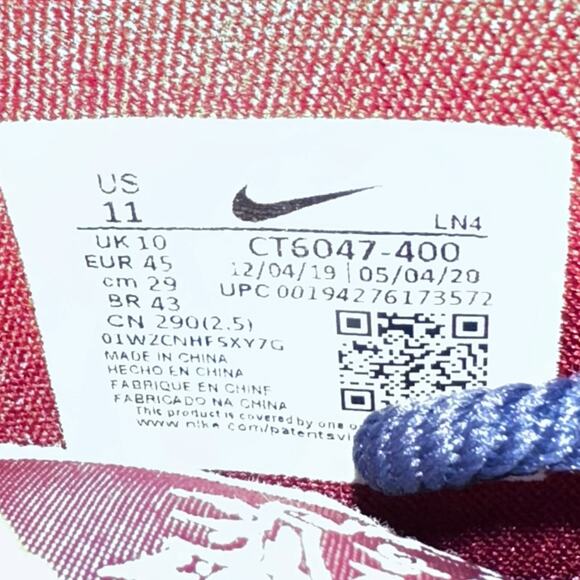 US
11
LN4
UK 10
EUR 45
cm 29
BR 43
CN 290(2.5)
CT6047-400
12/04/19 | 05/04/20
UPC 00194276173572
01WZCNHF5XY7G
MADE IN CHINA
HECHO EN CHINA
FABRIQUE EN CHINE
FABRICADO NA CHINA
This product is covered by one o
www.nike.com/patentsvi